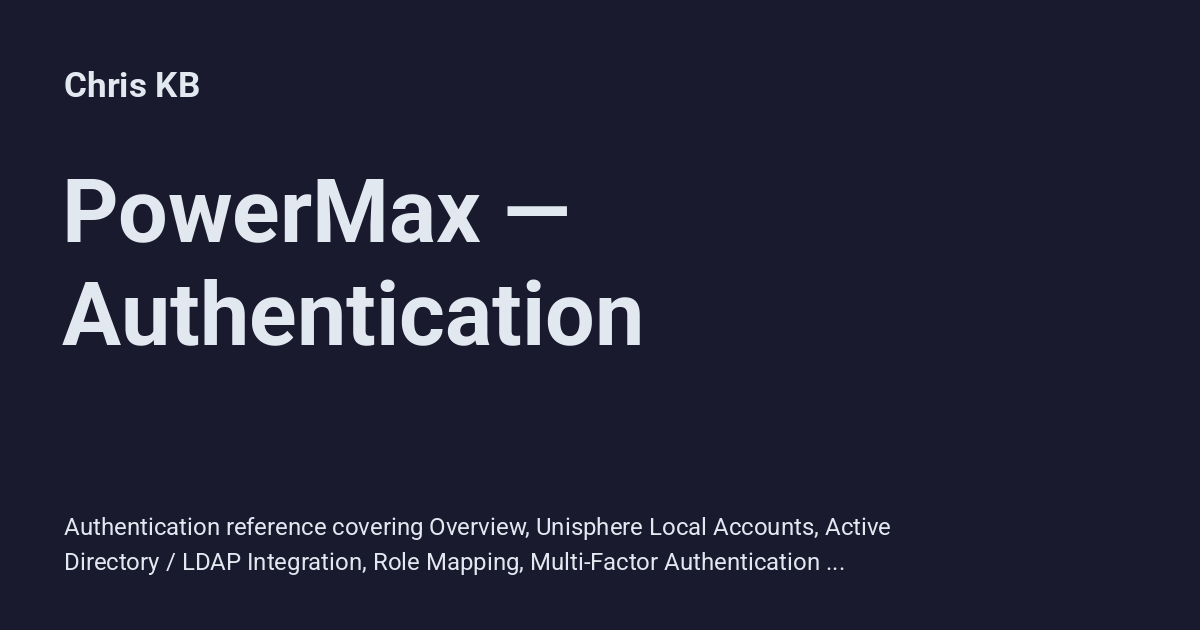 Chris KB
PowerMax —
Authentication
Authentication reference covering Overview, Unisphere Local Accounts, Active
Directory / LDAP Integration, Role Mapping, Multi-Factor Authentication ...